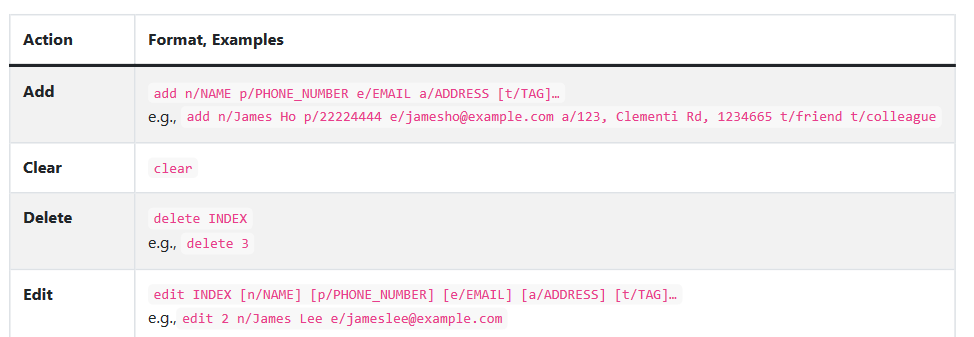 Action Format, Examples
Add add n/NAME p/PHONE_NUMBER e/EMAIL a/ADDRESS [t/TAG]…
e.g., add n/James Ho p/22224444 e/jamesho@example.com a/123, Clementi Rd, 1234665 t/friend t/colleague
Clear clear
Delete delete INDEX
e.g., delete 3
Edit edit INDEX [n/NAME] [p/PHONE_NUMBER] [e/EMAIL] [a/ADDRESS] [t/TAG]…
e.g., edit 2 n/James Lee e/jameslee@example.com